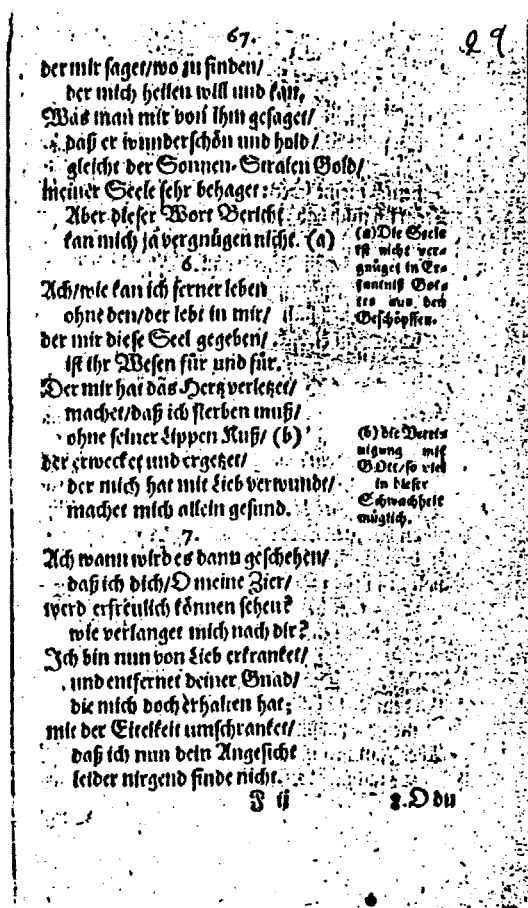 67.
29
der mir saget/wo zu finden/
der mich heilen will und kan.
Was man mir von ihm gesaget/
daß er wunderschön und hold/
gleicht der Sonnen-Stralen Gold/
meiner Seele sehr behaget:
Aber dieser Wort Bericht
kan mich ja vergnügen nicht. (a)
(a) Die Seele
ist nicht ver-
gnüget in Er-
kantniß Got-
tes aus den
Geschöpffen.
6.
Ach/wie kan ich ferner leben
ohne den/der lebt in mir/
der mir diese Seel gegeben/
ist ihr Wesen für und für.
Der mir hat das Hertz verletzet/
machet/daß ich sterben muß/
ohne seiner Lippen Kuß/ (b)
der erwecket und ergetzet/
der mich hat mit Lieb verwundt/
machet mich allein gesund.
(b) die Verei-
nigung mit
GOtt/so viel
in dieser
Schwachheit
müglich.
7.
Ach wann wird es dann geschehen/
daß ich dich/O meine Zier/
werd erfreulich können sehen?
wie verlanget mich nach dir?
Ich bin nun von Lieb erkranket/
und entfernet deiner Gnad/
die mich doch erhalten hat;
mit der Eitelkeit umschranket/
daß ich nun dein Angesicht
leider nirgend finde nicht.
F ij
8. O du